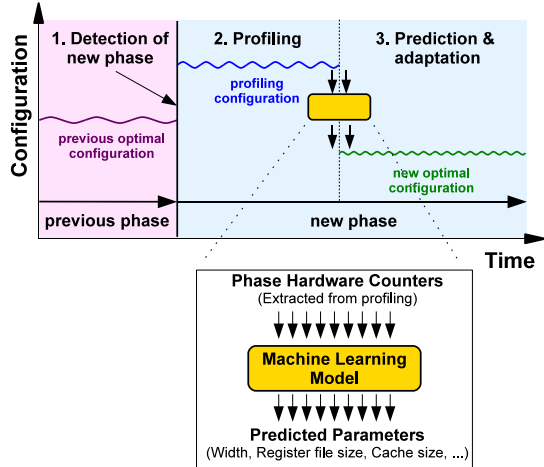 1. Detection of
new phase
2. Profiling
3. Prediction &
adaptation
Configuration
profiling
configuration
previous optimal
configuration
new optimal
configuration
previous phase
new phase
Time
Phase Hardware Counters
(Extracted from profiling)
Machine Learning
Model
Predicted Parameters
(Width, Register file size, Cache size, ...)